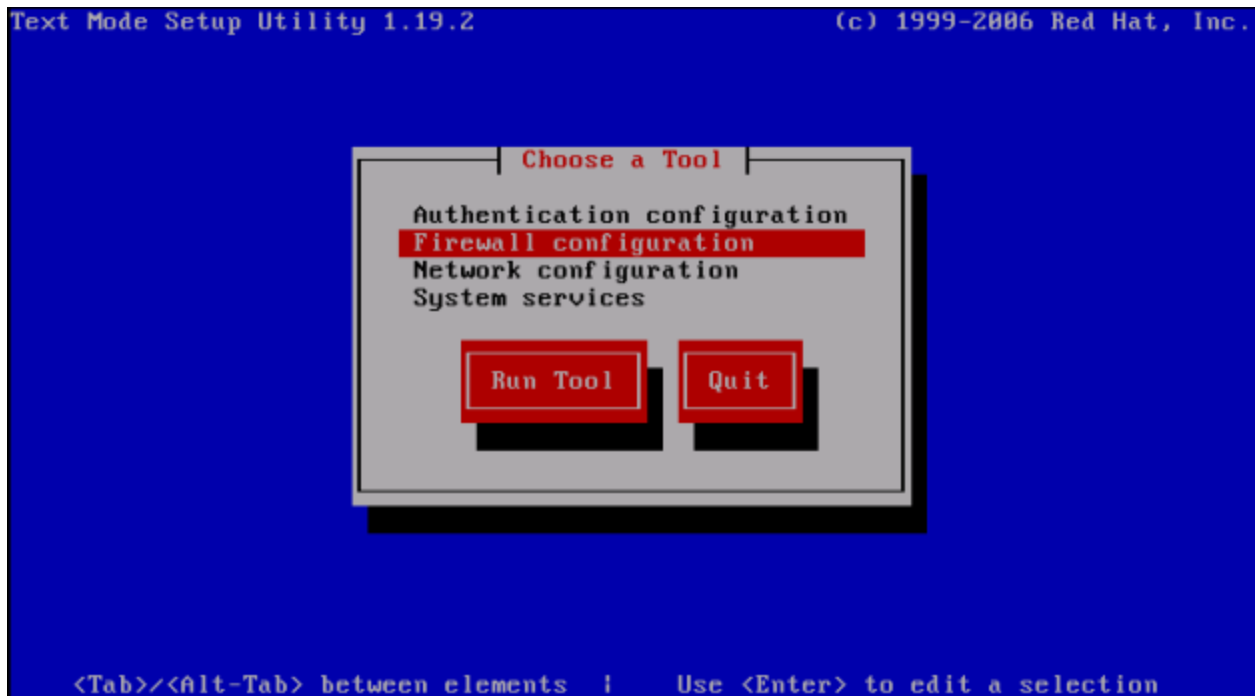 Text Mode Setup Utility 1.19.2 (c) 1999-2006 Red Hat, Inc.
Choose a Tool
Authentication configuration
Firewall configuration
Network configuration
System services
Run Tool Quit
<Tab>/<Alt-Tab> between elements | Use <Enter> to edit a selection